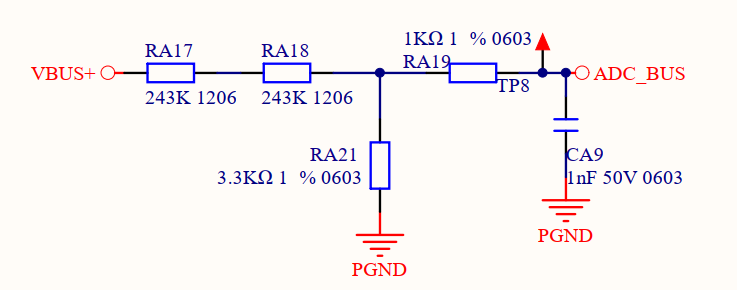 1KΩ 1 % 0603
RA17
RA18
RA19
VBUS+
ADC_BUS
TP8
243K 1206
243K 1206
RA21
CA9
3.3KΩ 1 % 0603
1nF 50V 0603
PGND
PGND